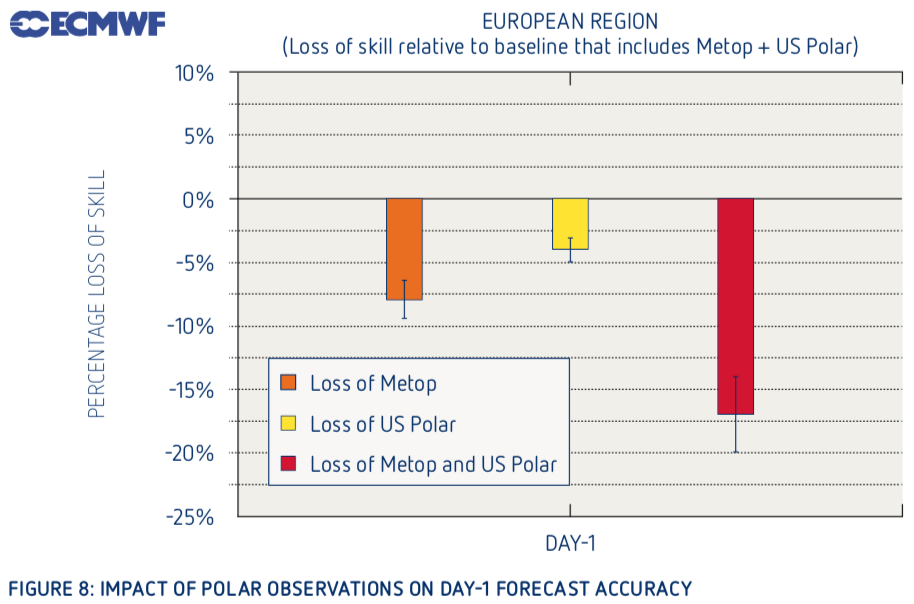 ECMWF
EUROPEAN REGION
(Loss of skill relative to baseline that includes Metop + US Polar)
10%
5%
0%
-5%
-10%
-15%
-20%
-25%
PERCENTAGE LOSS OF SKILL
Loss of Metop
Loss of US Polar
Loss of Metop and US Polar
DAY-1
FIGURE 8: IMPACT OF POLAR OBSERVATIONS ON DAY-1 FORECAST ACCURACY